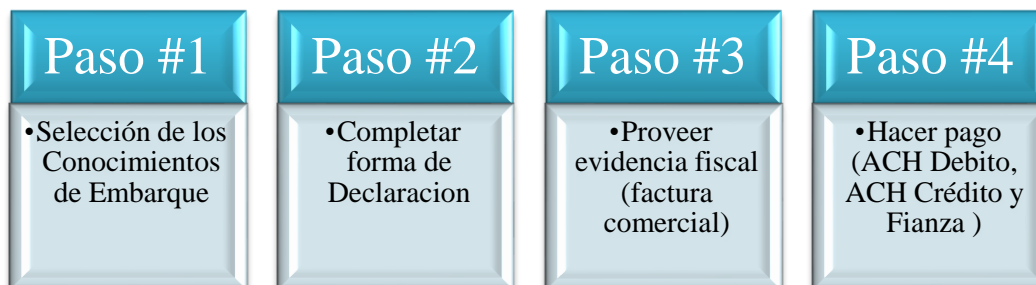 Paso #1
•Selección de los
Conocimientos
de Embarque
Paso #2
•Completar
forma de
Declaracion
Paso #3
•Proveer
evidencia fiscal
(factura
comercial)
Paso #4
•Hacer pago
(ACH Debito,
ACH Crédito y
Fianza )